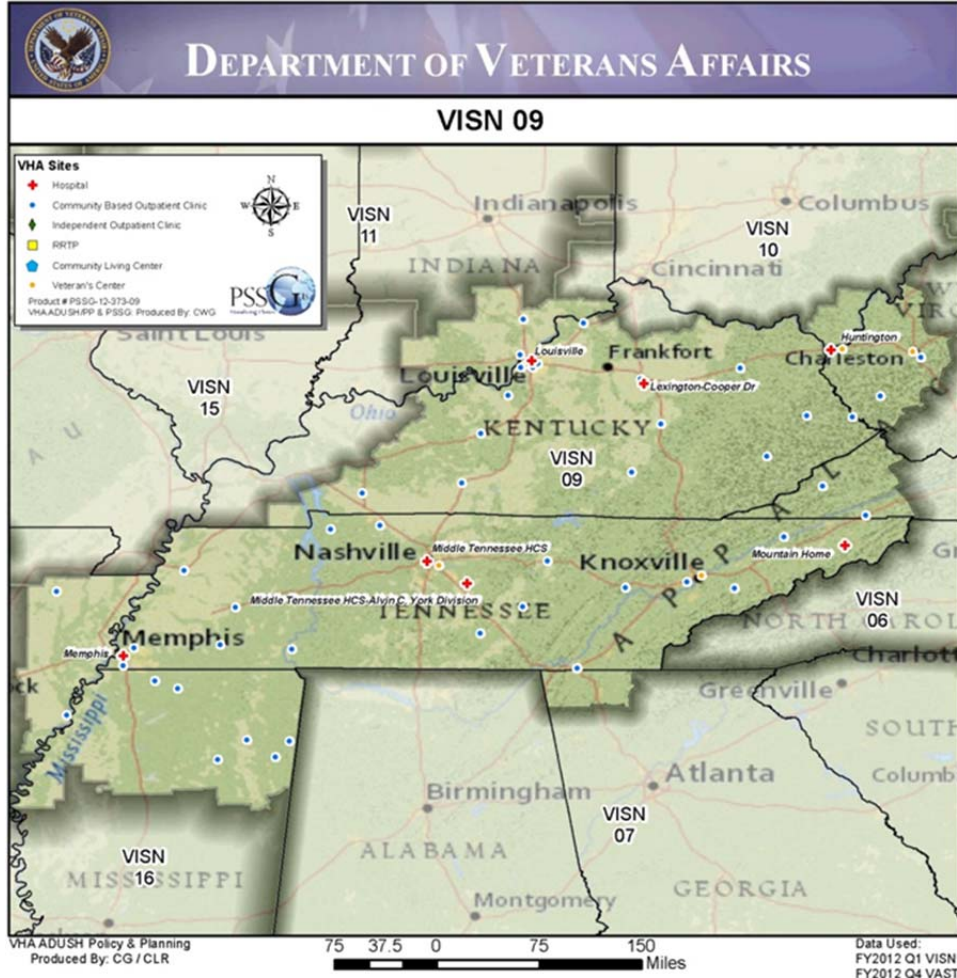 DEPARTMENT OF VETERANS AFFAIRS
VISN 09
VHA Sites
Hospital
Community Based Outpatient Clinic
Independent Outpatient Clinic
RRTP
Community Living Center
Veteran's Center
Product # PSSG-12-373-09
VHA ADUSH/PP & PSSG. Produced By: CWG
N
W
E
S
PSSG
VISN
11
Indianapolis
Columbus
VISN
10
INDIANA
Cincinnati
Saint Louis
VISN
15
Ohio
Louisville
Louisville
Frankfort
Lexington-Cooper Dr
Huntington
Charleston
KENTUCKY
VISN
09
Nashville
Middle Tennessee HCS
Knoxville
Mountain Home
Middle Tennessee HCS-Alvin C. York Division
TENNESSEE
A P P A L
VISN
06
NORTH CAROL
Memphis
Memphis
Charlott
ck
Greenville
Mississippi
SOUTH
Atlanta
Columb
Birmingham
VISN
07
ALABAMA
VISN
16
MISSISSIPPI
GEORGIA
Montgomery
VHA ADUSH Policy & Planning
Produced By: CG / CLR
75 37.5 0 75 150
Miles
Data Used:
FY2012 Q1 VISN
FY2012 Q4 VAST